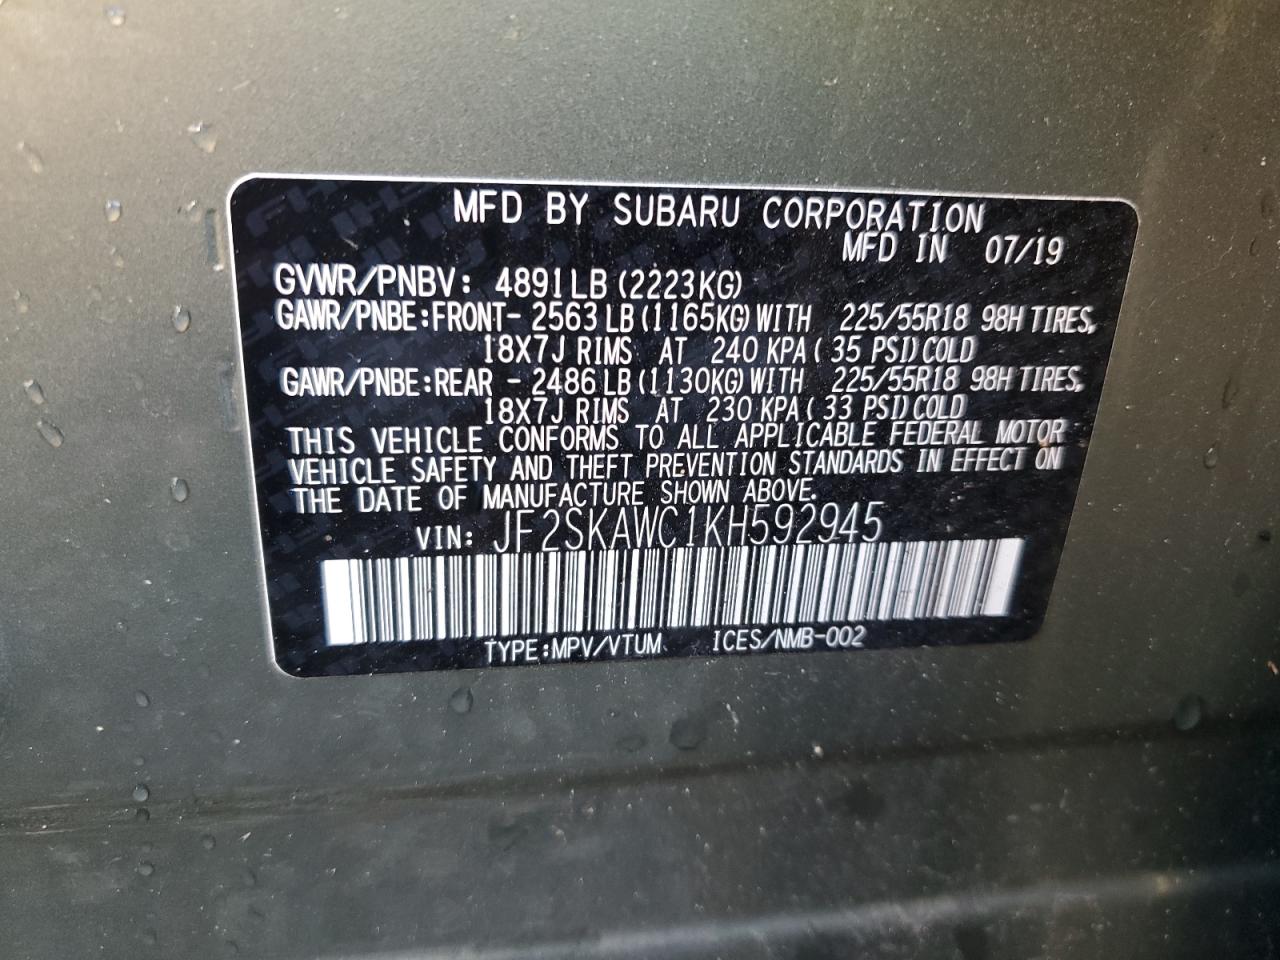 MFD BY SUBARU CORPORATION
MFD IN 07/19
GVWR/PNBV: 4891LB (2223KG)
GAWR/PNBE:FRONT- 2563 LB (1165KG) WITH 225/55R18 98H TIRES,
18X7J RIMS AT 240 KPA ( 35 PSI) COLD
GAWR/PNBE:REAR - 2486 LB (1130KG) WITH 225/55R18 98H TIRES,
18X7J RIMS AT 230 KPA ( 33 PSI) COLD
THIS VEHICLE CONFORMS TO ALL APPLICABLE FEDERAL MOTOR
VEHICLE SAFETY AND THEFT PREVENTION STANDARDS IN EFFECT ON
THE DATE OF MANUFACTURE SHOWN ABOVE.
VIN: JF2SKAWC1KH592945
TYPE:MPV/VTUM ICES/NMB-002